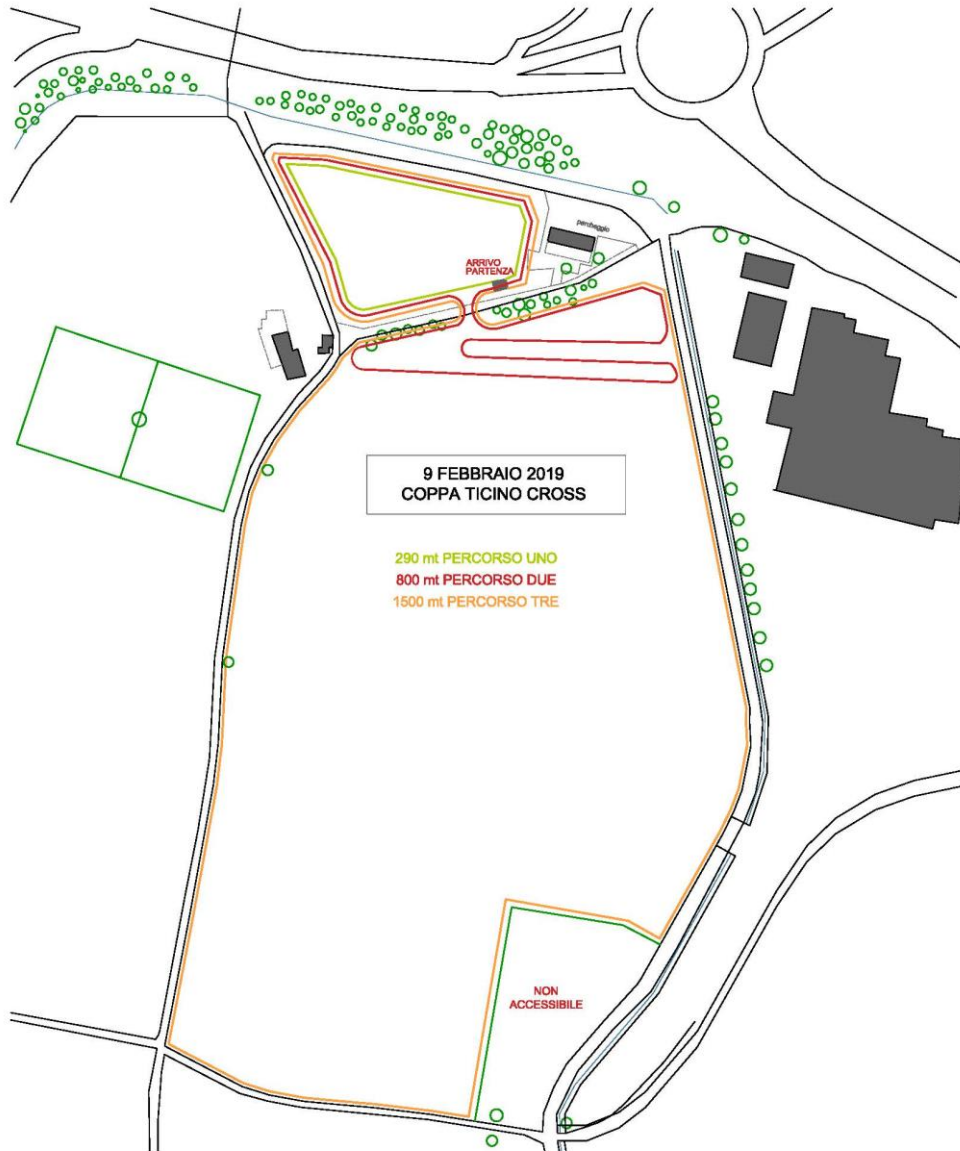 parcheggio
ARRIVO
PARTENZA
9 FEBBRAIO 2019
COPPA TICINO CROSS
290 mt PERCORSO UNO
800 mt PERCORSO DUE
1500 mt PERCORSO TRE
NON
ACCESSIBILE